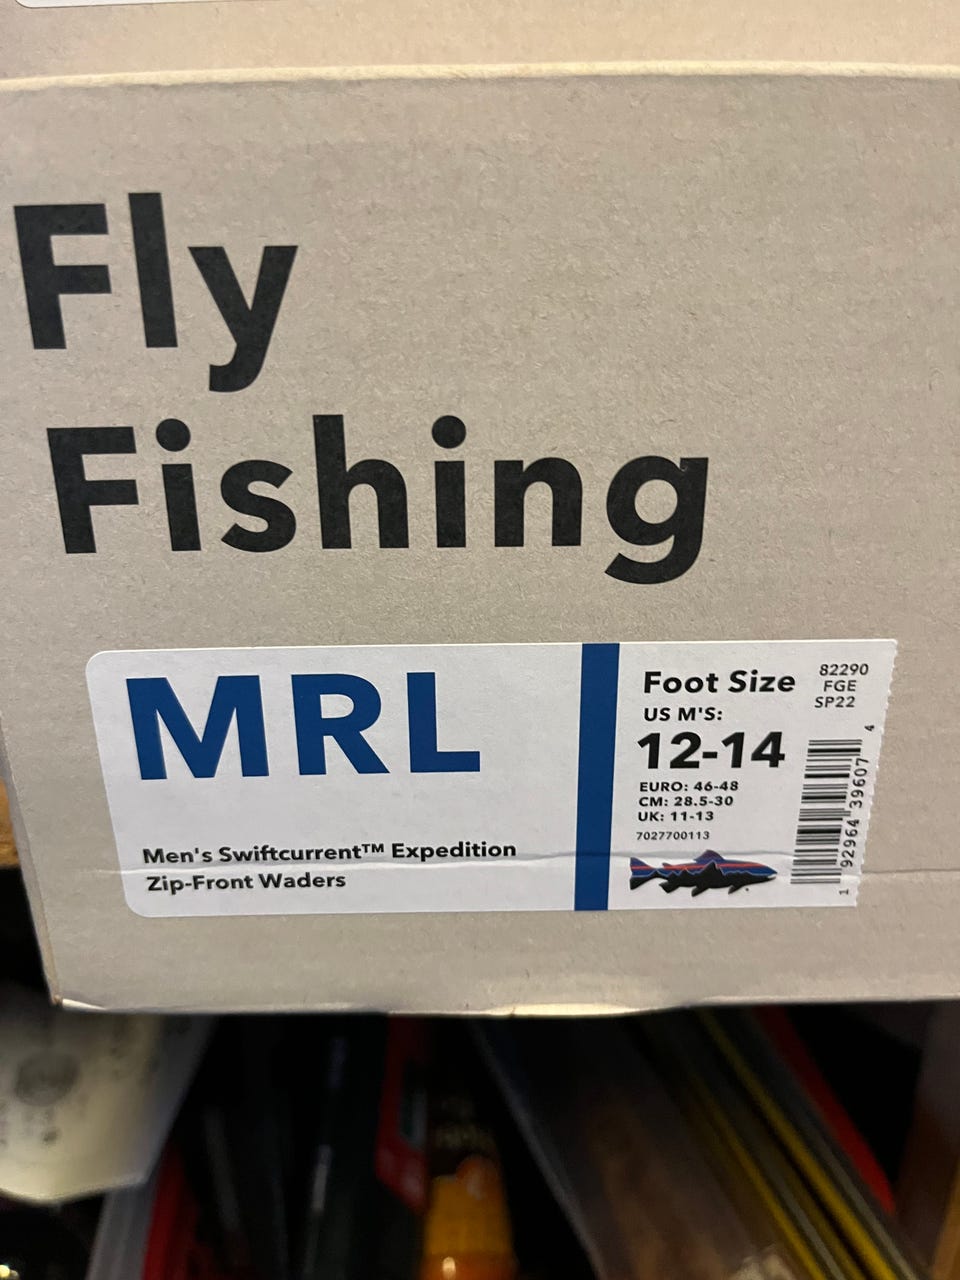 Fly
Fishing
MRL
Men's Swiftcurrent™ Expedition
Zip-Front Waders
Foot Size
US M'S:
12-14
EURO: 46-48
CM: 28.5-30
UK: 11-13
7027700113
82290
FGE
SP22
1 92964 39607 4